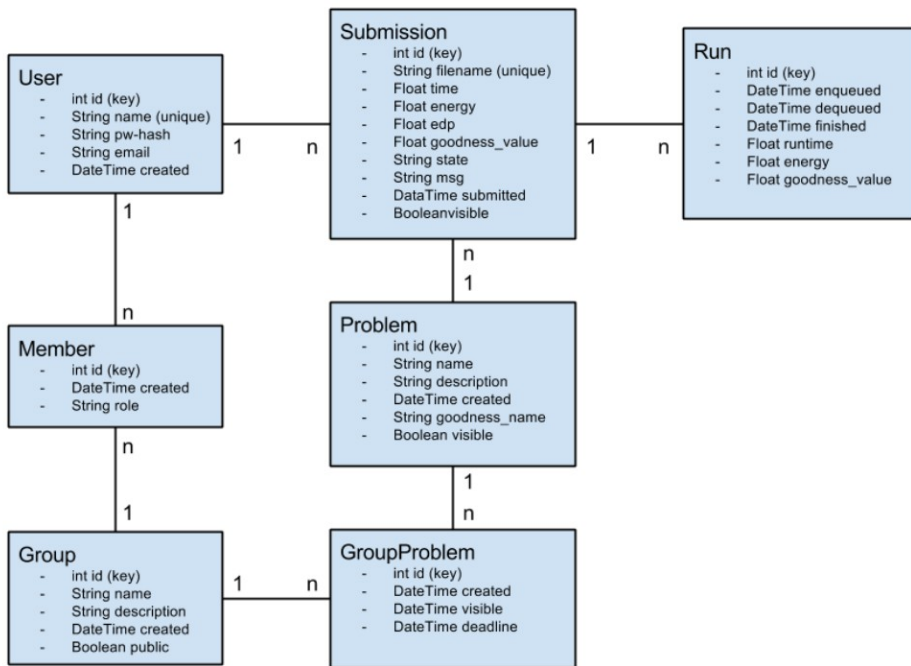 User
- int id (key)
- String name (unique)
- String pw-hash
- String email
- DateTime created
1
n
Submission
- int id (key)
- String filename (unique)
- Float time
- Float energy
- Float edp
- Float goodness_value
- String state
- String msg
- DataTime submitted
- Booleanvisible
1
n
Run
- int id (key)
- DateTime enqueued
- DateTime dequeued
- DateTime finished
- Float runtime
- Float energy
- Float goodness_value
1
n
n
1
Member
- int id (key)
- DateTime created
- String role
Problem
- int id (key)
- String name
- String description
- DateTime created
- String goodness_name
- Boolean visible
n
1
1
n
Group
- int id (key)
- String name
- String description
- DateTime created
- Boolean public
1
n
GroupProblem
- int id (key)
- DateTime created
- DateTime visible
- DateTime deadline